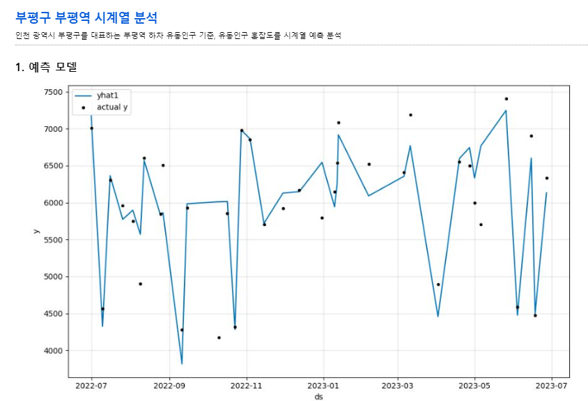 부평구 부평역 시계열 분석
인천 광역시 부평구를 대표하는 부평역 하차 유동인구 기준, 유동인구 혼잡도를 시계열 예측 분석
1. 예측 모델
yhat1
actual y
7500
7000
6500
6000
5500
5000
4500
4000
y
2022-07
2022-09
2022-11
2023-01
2023-03
2023-05
2023-07
ds